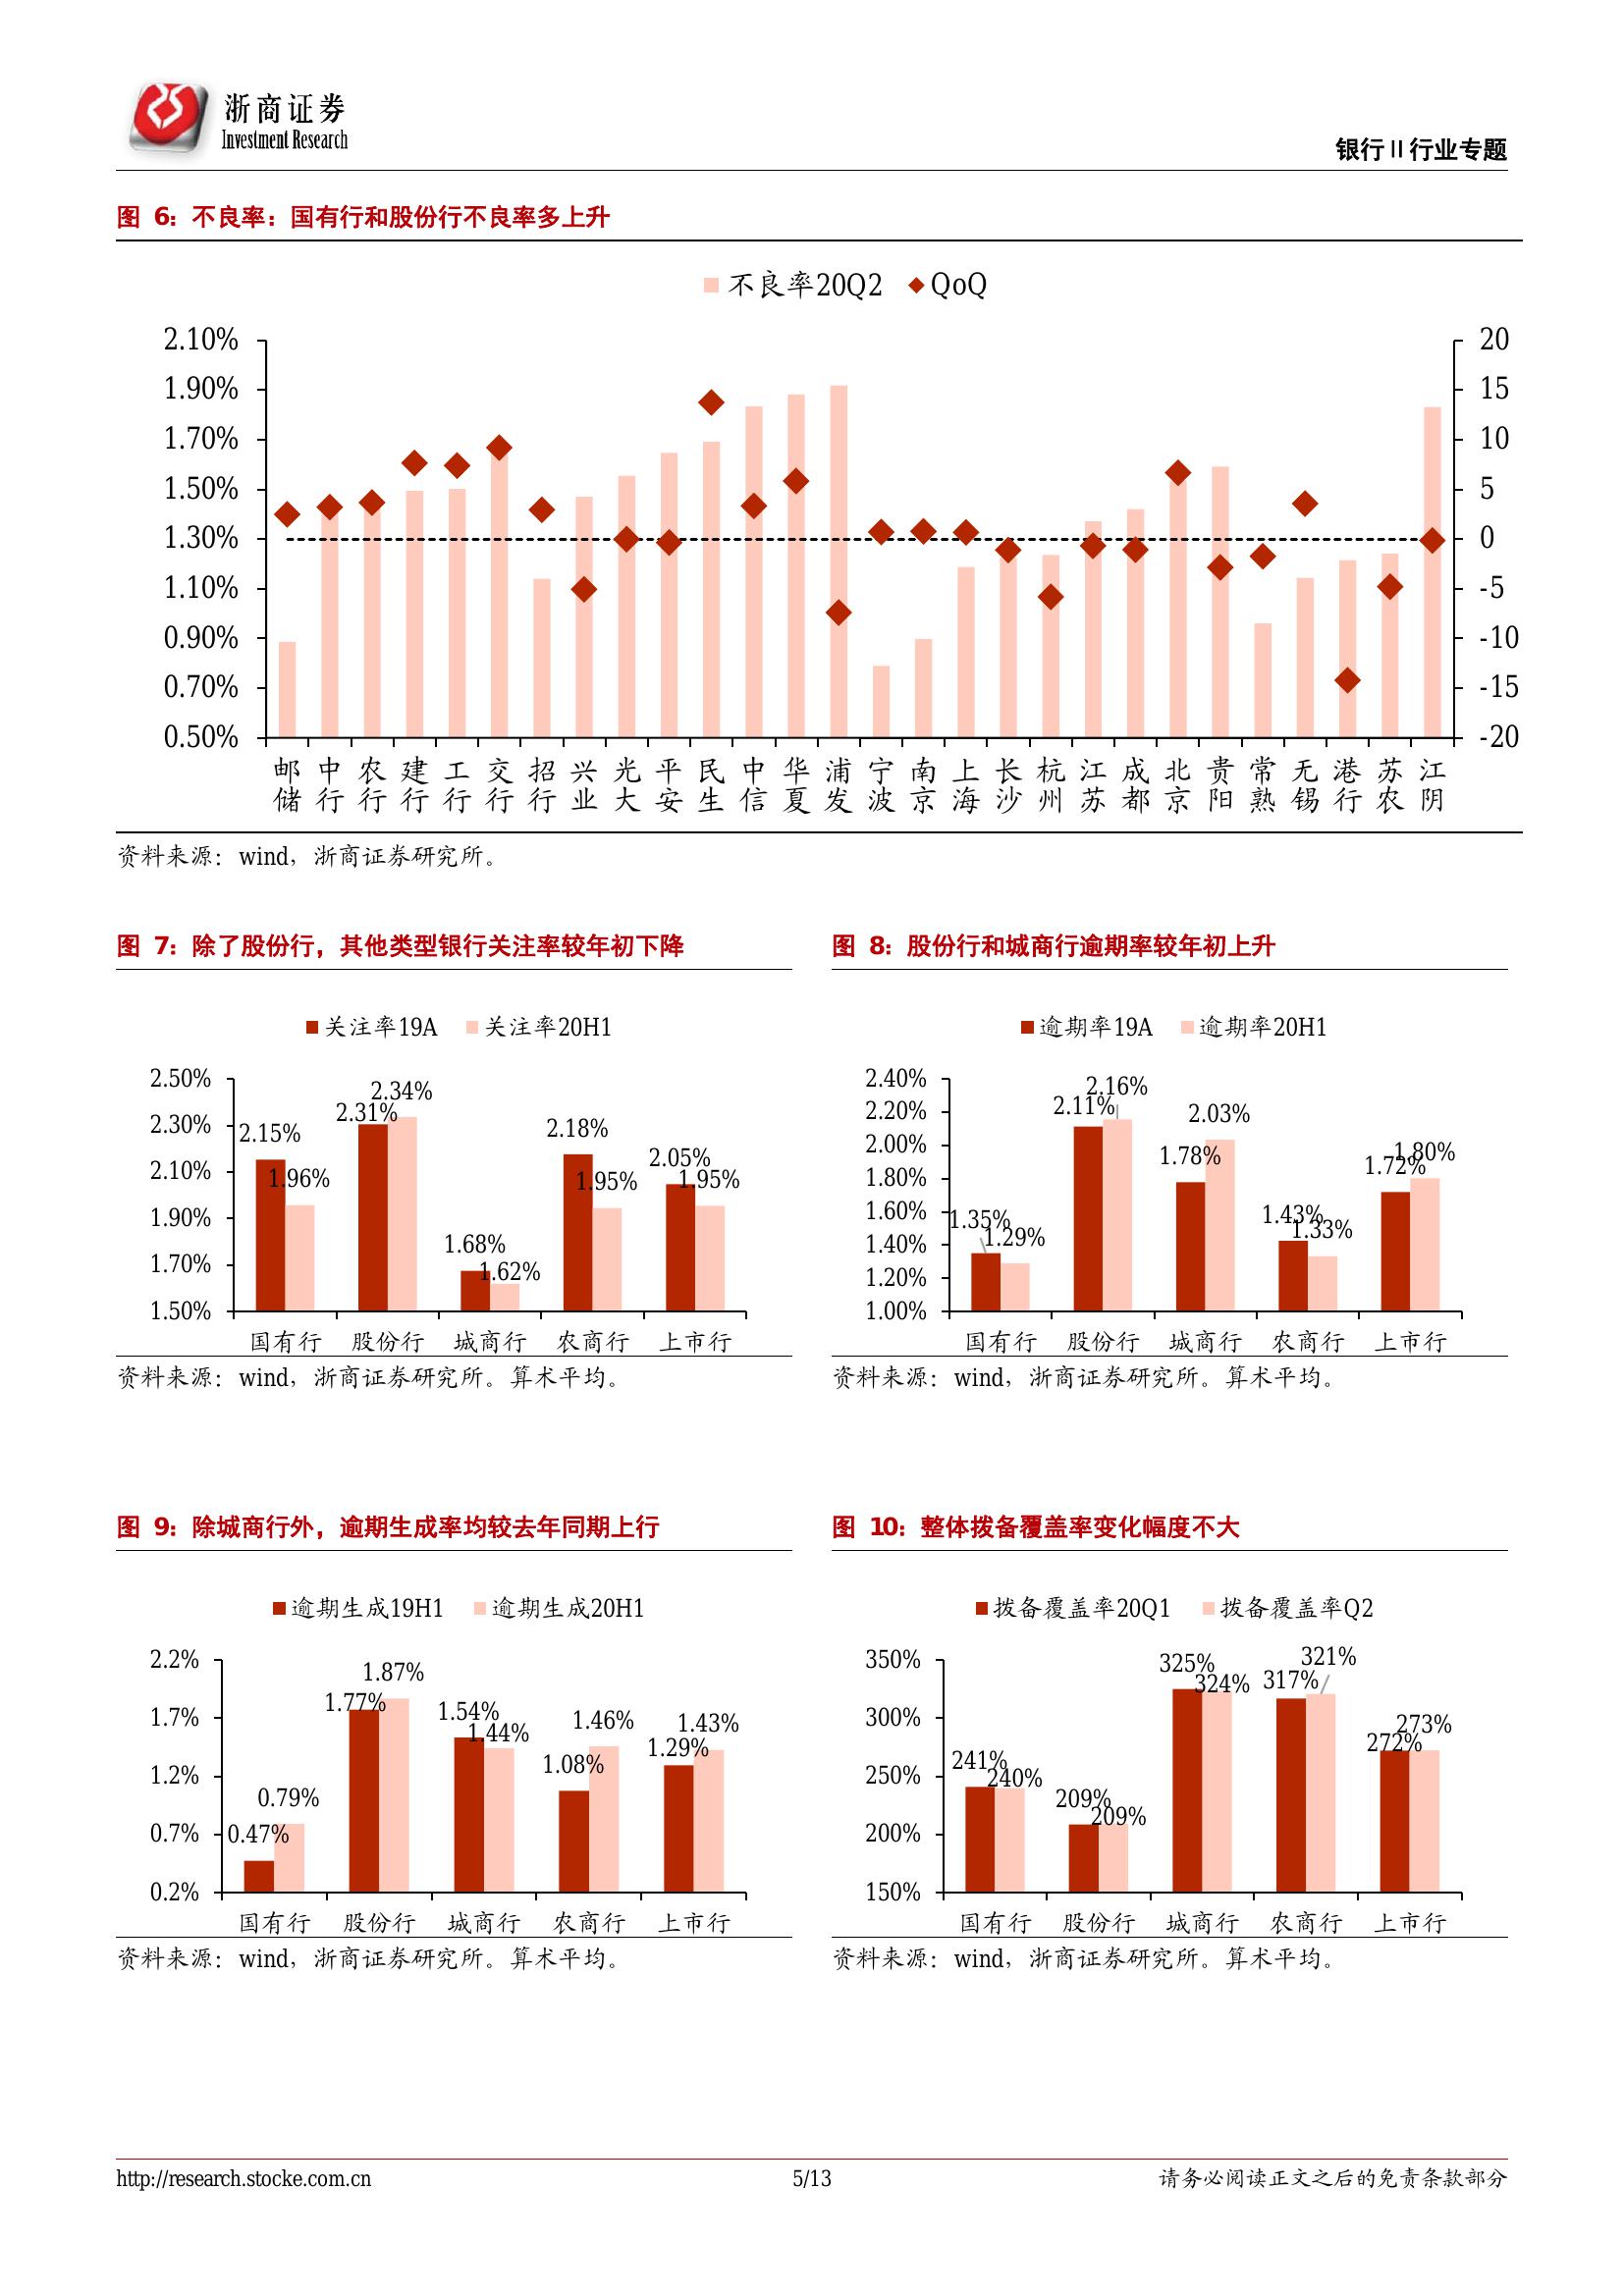 浙商证券
Investment Research
银行Ⅱ行业专题
图 6：不良率：国有行和股份行不良率多上升
不良率20Q2 QoQ
2.10% 20
1.90% 15
1.70% 10
1.50% 5
1.30% 0
1.10% -5
0.90% -10
0.70% -15
0.50% -20
邮储 中行 农行 建行 工行 交行 招行 兴业 光大 平安 民生 中信 华夏 浦发 宁波 南京 上海 长沙 杭州 江苏 成都 北京 贵阳 常熟 无锡 港行 苏农 江阴
资料来源：wind，浙商证券研究所。
图 7：除了股份行，其他类型银行关注率较年初下降
关注率19A 关注率20H1
2.50%
2.30%
2.10%
1.90%
1.70%
1.50%
2.15% 2.31% 1.68% 2.18% 2.05%
1.96% 2.34% 1.62% 1.95% 1.95%
国有行 股份行 城商行 农商行 上市行
资料来源：wind，浙商证券研究所。算术平均。
图 8：股份行和城商行逾期率较年初上升
逾期率19A 逾期率20H1
2.40%
2.20%
2.00%
1.80%
1.60%
1.40%
1.20%
1.00%
1.35% 2.11% 1.78% 1.43% 1.72%
1.29% 2.16% 2.03% 1.33% 1.80%
国有行 股份行 城商行 农商行 上市行
资料来源：wind，浙商证券研究所。算术平均。
图 9：除城商行外，逾期生成率均较去年同期上行
逾期生成19H1 逾期生成20H1
2.2%
1.7%
1.2%
0.7%
0.2%
0.47% 1.77% 1.54% 1.08% 1.29%
0.79% 1.87% 1.44% 1.46% 1.43%
国有行 股份行 城商行 农商行 上市行
资料来源：wind，浙商证券研究所。算术平均。
图 10：整体拨备覆盖率变化幅度不大
拨备覆盖率20Q1 拨备覆盖率Q2
350%
300%
250%
200%
150%
241% 209% 325% 317% 272%
240% 209% 324% 321% 273%
国有行 股份行 城商行 农商行 上市行
资料来源：wind，浙商证券研究所。算术平均。
http://research.stocke.com.cn 5/13 请务必阅读正文之后的免责条款部分